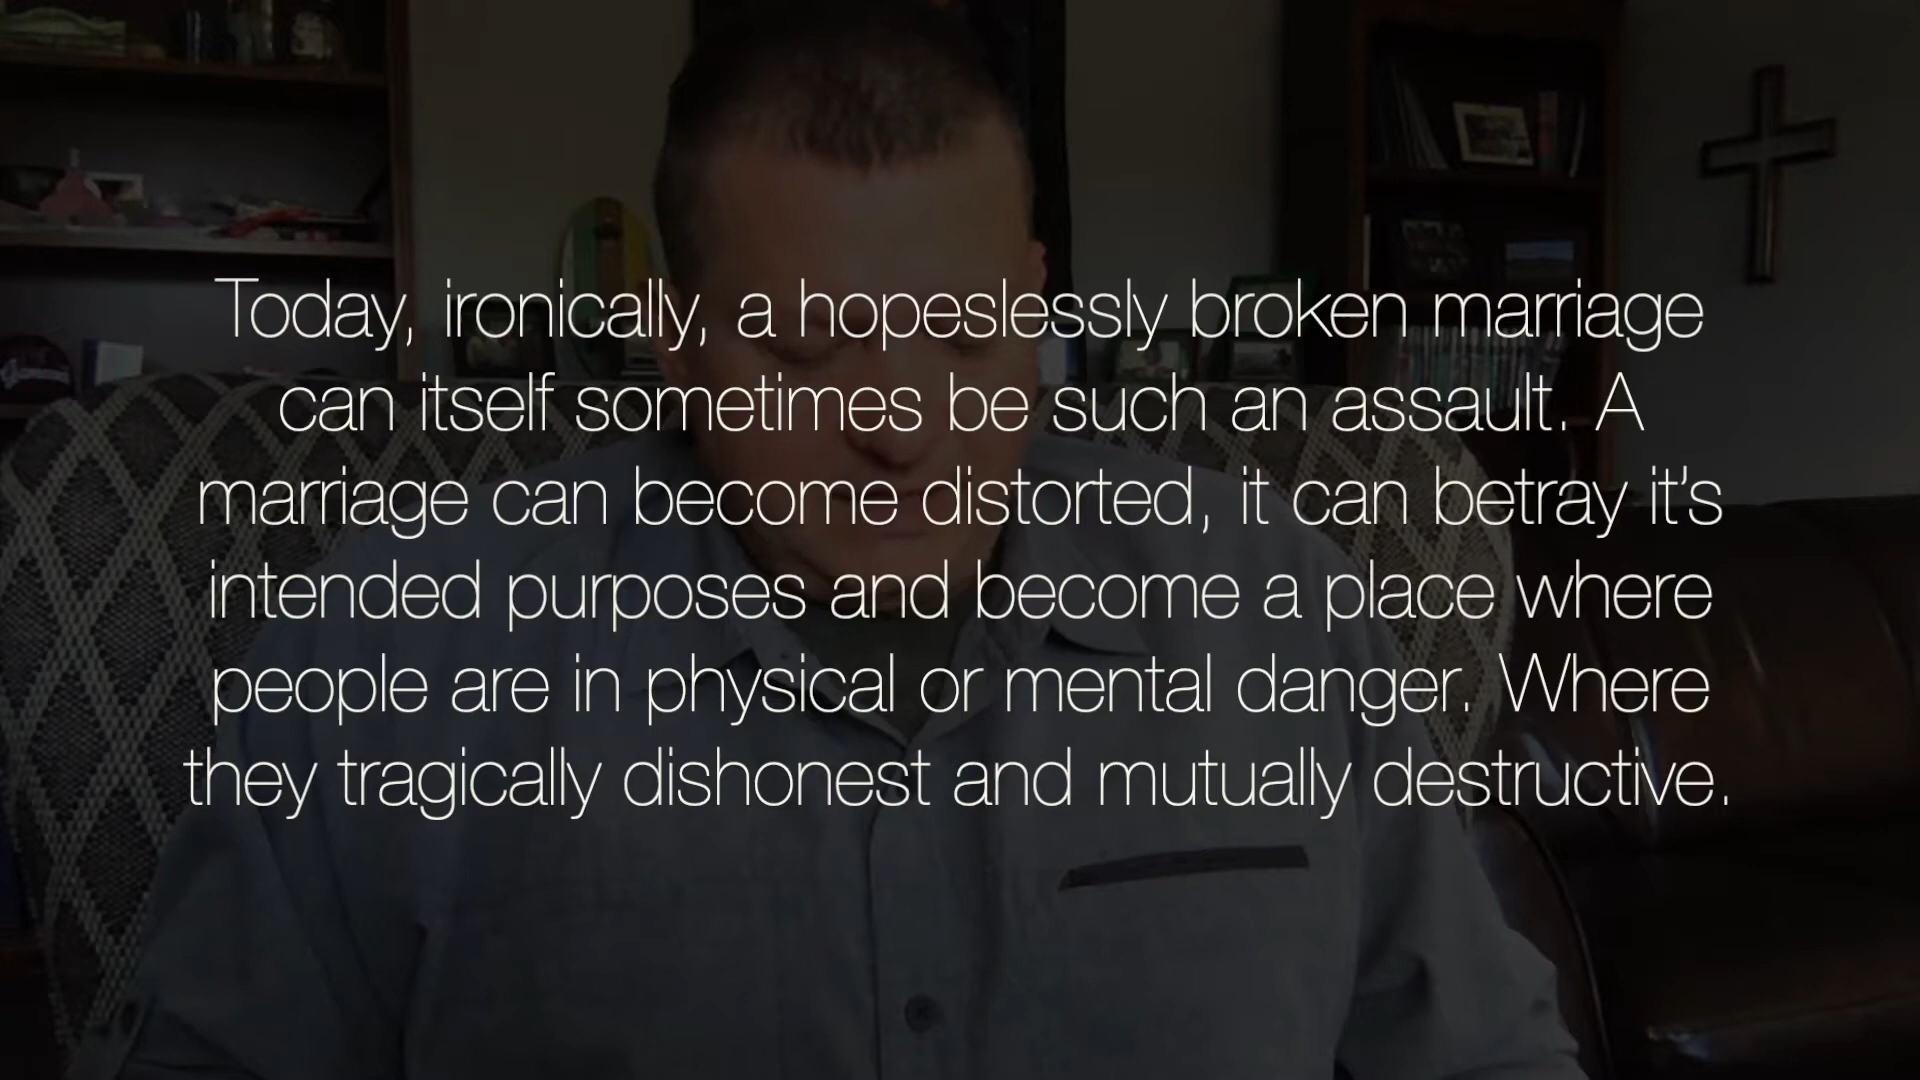 Today, ironically, a hopeslessly broken marriage
can itself sometimes be such an assault. A
marriage can become distorted, it can betray it's
intended purposes and become a place where
people are in physical or mental danger. Where
they tragically dishonest and mutually destructive.